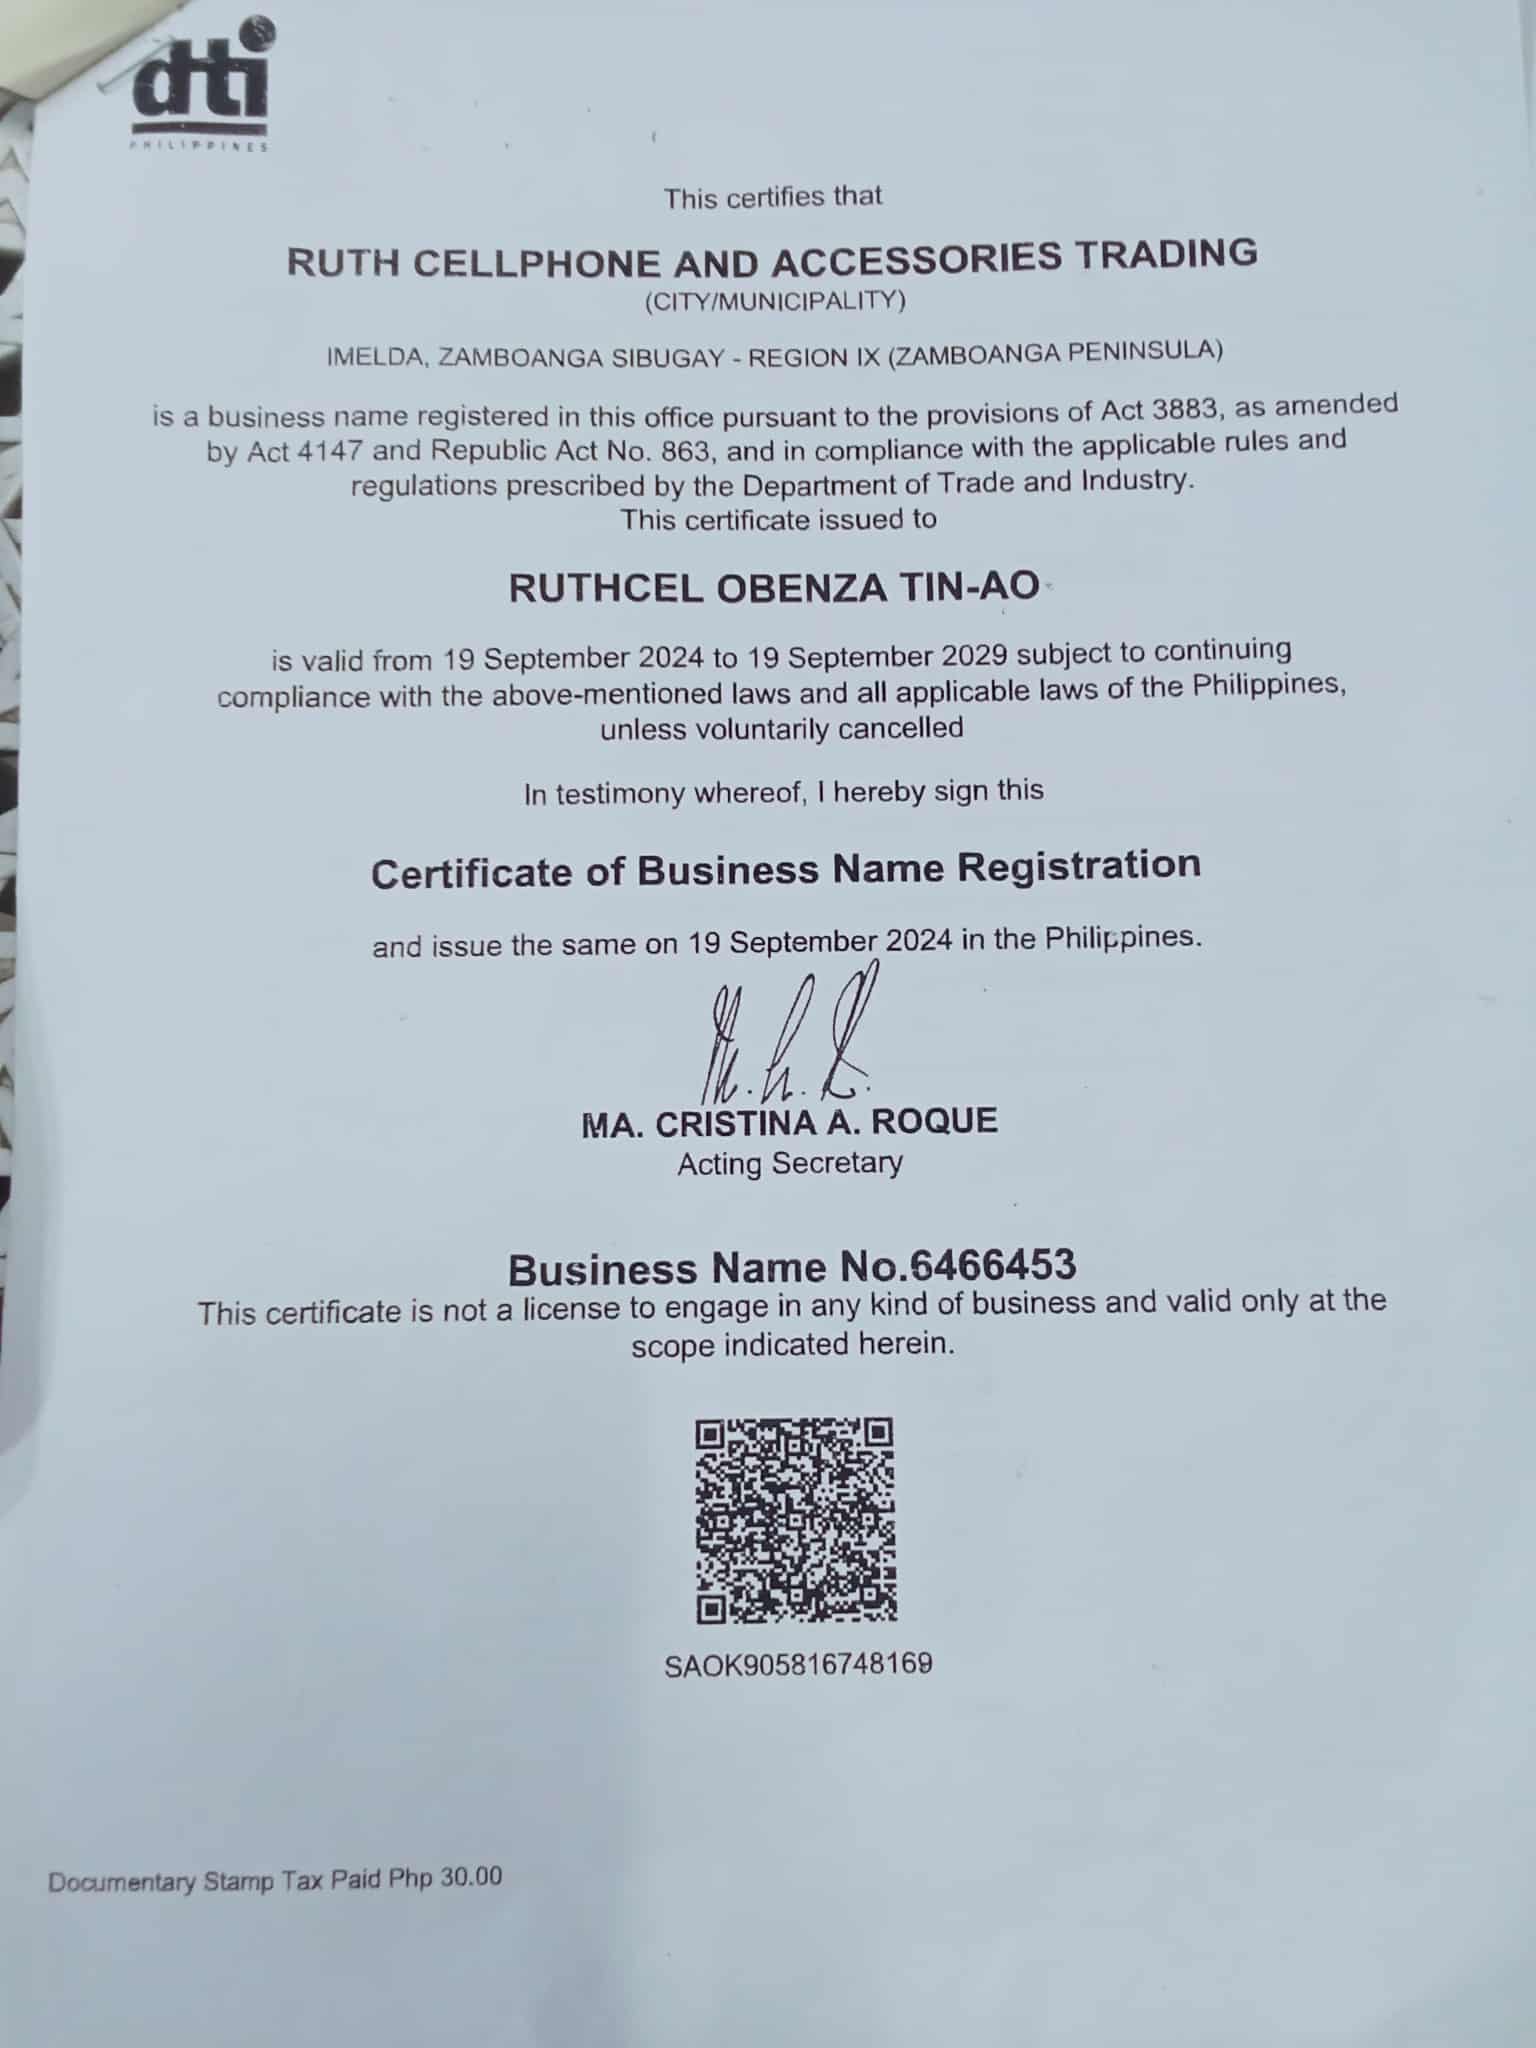 dti
PHILIPPINES
This certifies that
RUTH CELLPHONE AND ACCESSORIES TRADING
(CITY/MUNICIPALITY)
IMELDA, ZAMBOANGA SIBUGAY - REGION IX (ZAMBOANGA PENINSULA)
is a business name registered in this office pursuant to the provisions of Act 3883, as amended
by Act 4147 and Republic Act No. 863, and in compliance with the applicable rules and
regulations prescribed by the Department of Trade and Industry.
This certificate issued to
RUTHCEL OBENZA TIN-AO
is valid from 19 September 2024 to 19 September 2029 subject to continuing
compliance with the above-mentioned laws and all applicable laws of the Philippines,
unless voluntarily cancelled
In testimony whereof, I hereby sign this
Certificate of Business Name Registration
and issue the same on 19 September 2024 in the Philippines.
MA. CRISTINA A. ROQUE
Acting Secretary
Business Name No.6466453
This certificate is not a license to engage in any kind of business and valid only at the
scope indicated herein.
SAOK905816748169
Documentary Stamp Tax Paid Php 30.00